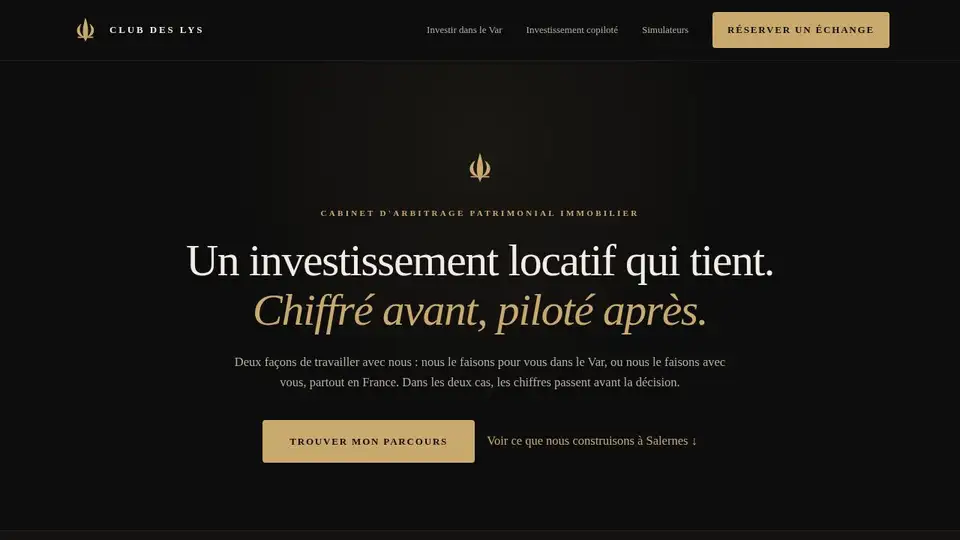 CLUB DES LYS
Investir dans le Var
Investissement copiloté
Simulateurs
RÉSERVER UN ÉCHANGE
CABINET D'ARBITRAGE PATRIMONIAL IMMOBILIER
Un investissement locatif qui tient.
Chiffré avant, piloté après.
Deux façons de travailler avec nous : nous le faisons pour vous dans le Var, ou nous le faisons avec
vous, partout en France. Dans les deux cas, les chiffres passent avant la décision.
TROUVER MON PARCOURS
Voir ce que nous construisons à Salernes ↓